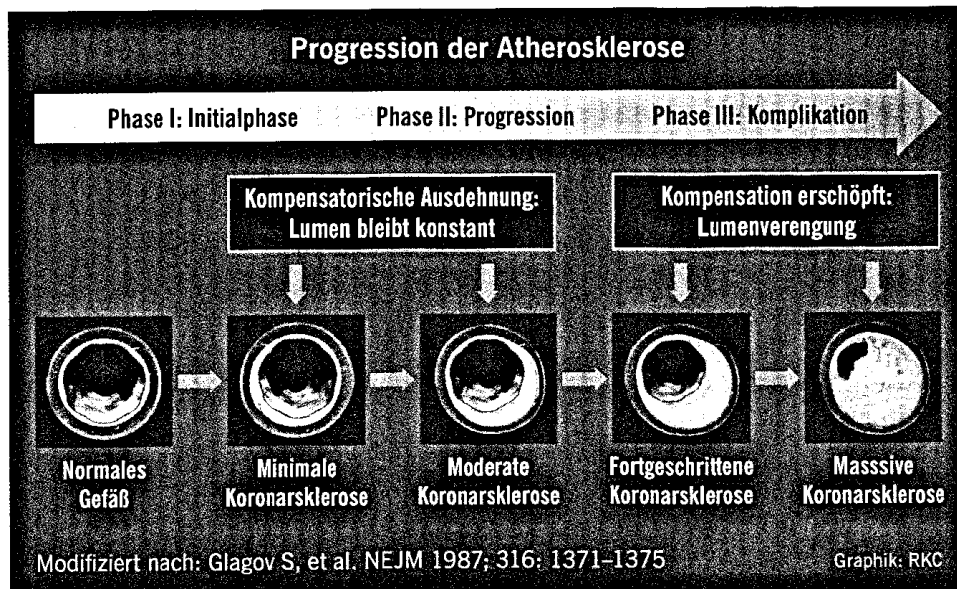 Progression der Atherosklerose
Phase I: Initialphase
Phase II: Progression
Phase III: Komplikation
Kompensatorische Ausdehnung:
Lumen bleibt konstant
Kompensation erschöpft:
Lumenverengung
Normales
Gefäß
Minimale
Koronarsklerose
Moderate
Koronarsklerose
Fortgeschrittene
Koronarsklerose
Masssive
Koronarsklerose
Modifiziert nach: Glagov S, et al. NEJM 1987; 316: 1371–1375
Graphik: RKC